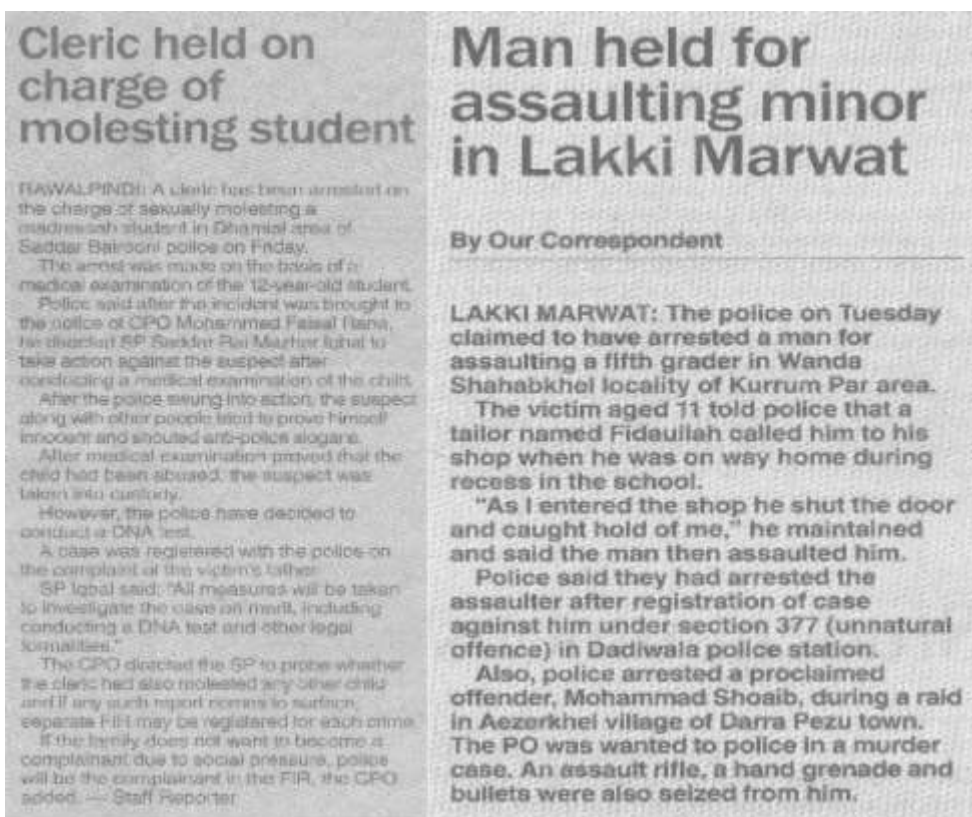 Cleric held on
charge of
molesting student
RAWALPINDI: A cleric has been arrested on
the charge of sexually molesting a
madressah student in Dhamial area of
Saddar Bairooni police on Friday.
The arrest was made on the basis of a
medical examination of the 12-year-old student.
Police said after the incident was brought to
the notice of CPO Mohammed Faisal Rana,
he directed SP Saddar Rai Mazhar Iqbal to
take action against the suspect after
conducting a medical examination of the child.
After the police swung into action, the suspect
along with other people tried to prove himself
innocent and shouted anti-police slogans.
After medical examination proved that the
child had been abused, the suspect was
taken into custody.
However, the police have decided to
conduct a DNA test.
A case was registered with the police on
the complaint of the victim's father.
SP Iqbal said: "All measures will be taken
to investigate the case on merit, including
conducting a DNA test and other legal
formalities."
The CPO directed the SP to probe whether
the cleric had also molested any other child
and if any such report comes to surface,
separate FIR may be registered for each crime.
If the family does not want to become a
complainant due to social pressure, police
will be the complainant in the FIR, the CPO
added. — Staff Reporter
Man held for
assaulting minor
in Lakki Marwat
By Our Correspondent
LAKKI MARWAT: The police on Tuesday
claimed to have arrested a man for
assaulting a fifth grader in Wanda
Shahabkhel locality of Kurrum Par area.
The victim aged 11 told police that a
tailor named Fidaullah called him to his
shop when he was on way home during
recess in the school.
"As I entered the shop he shut the door
and caught hold of me," he maintained
and said the man then assaulted him.
Police said they had arrested the
assaulter after registration of case
against him under section 377 (unnatural
offence) in Dadiwala police station.
Also, police arrested a proclaimed
offender, Mohammad Shoaib, during a raid
in Aezerkhel village of Darra Pezu town.
The PO was wanted to police in a murder
case. An assault rifle, a hand grenade and
bullets were also seized from him.